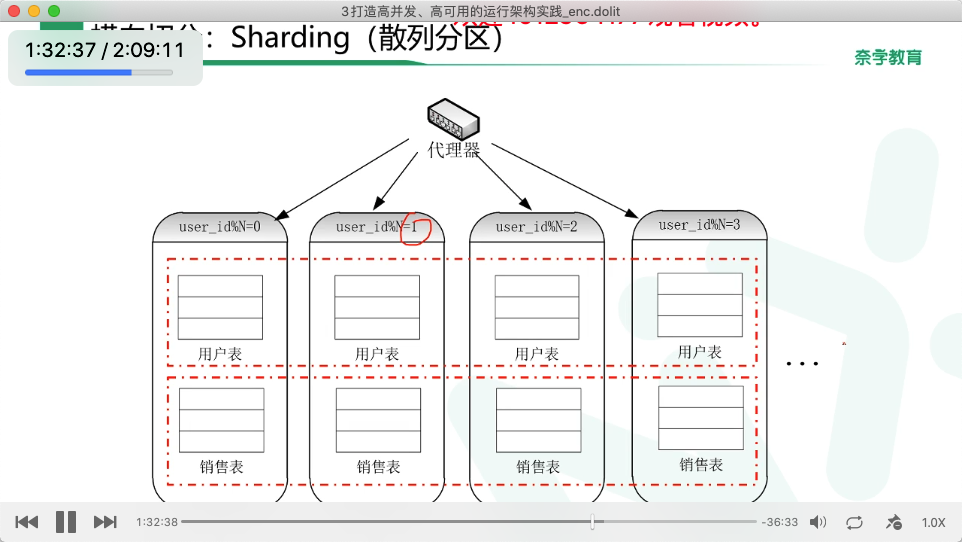 3打造高并发、高可用的运行架构实践_enc.dolit
横向切分：Sharding（散列分区）
1:32:37 / 2:09:11
奈学教育
代理器
user_id%N=0
user_id%N=1
user_id%N=2
user_id%N=3
用户表
用户表
用户表
用户表
...
销售表
销售表
销售表
销售表
1:32:38
-36:33
1.0X